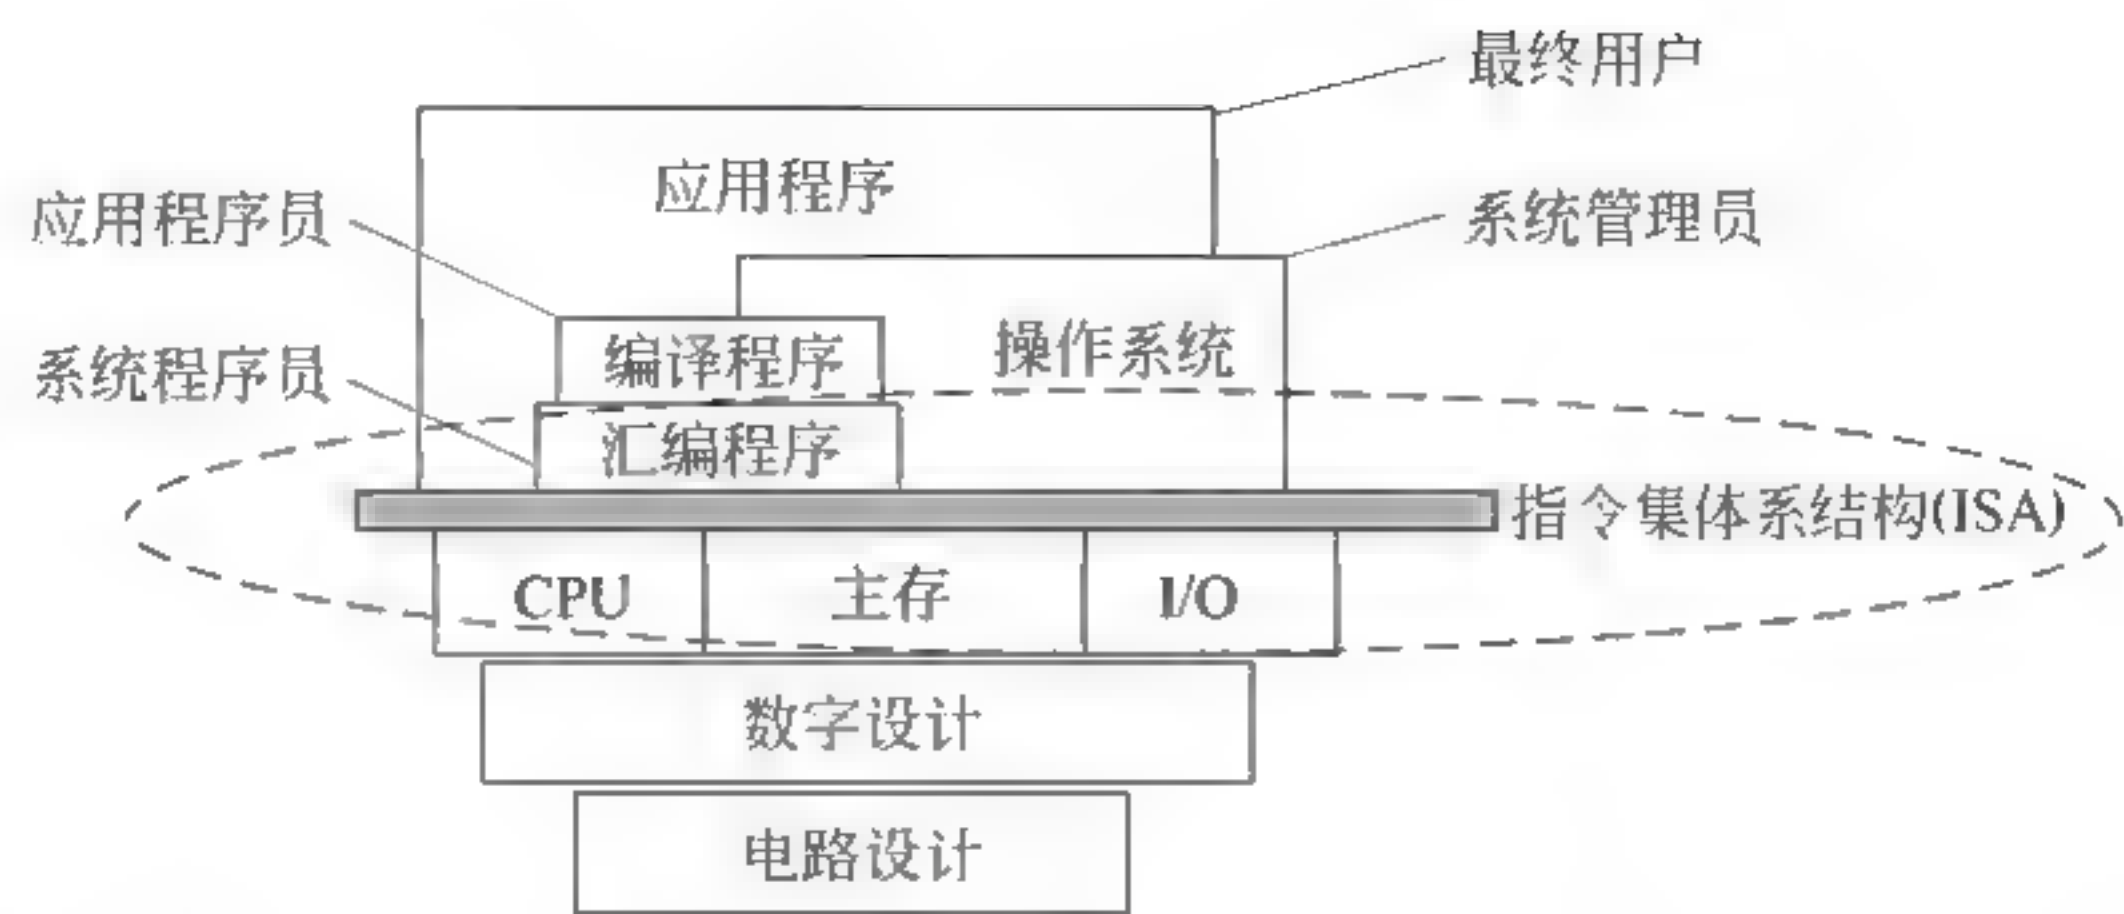 最终用户
应用程序
应用程序员
系统管理员
编译程序
操作系统
系统程序员
汇编程序
指令集体系结构(ISA)
CPU
主存
I/O
数字设计
电路设计